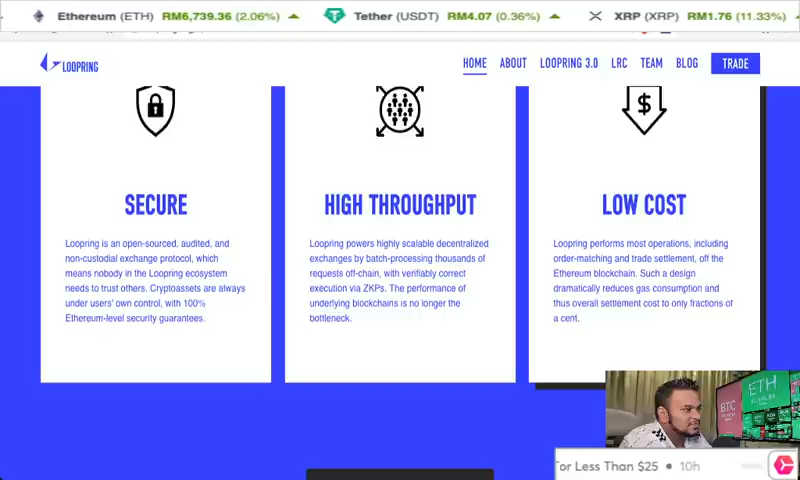 Ethereum (ETH) RM6,739.36 (2.06%) Tether (USDT) RM4.07 (0.36%) XRP (XRP) RM1.76 (11.33%)
LOOPRING
HOME ABOUT LOOPRING 3.0 LRC TEAM BLOG TRADE
SECURE
Loopring is an open-sourced, audited, and
non-custodial exchange protocol, which
means nobody in the Loopring ecosystem
needs to trust others. Cryptoassets are always
under users' own control, with 100%
Ethereum-level security guarantees.
HIGH THROUGHPUT
Loopring powers highly scalable decentralized
exchanges by batch-processing thousands of
requests off-chain, with verifiably correct
execution via ZKPs. The performance of
underlying blockchains is no longer the
bottleneck.
LOW COST
Loopring performs most operations, including
order-matching and trade settlement, off the
Ethereum blockchain. Such a design
dramatically reduces gas consumption and
thus overall settlement cost to only fractions of
a cent.
BTC
ETH
For Less Than $25 • 10h